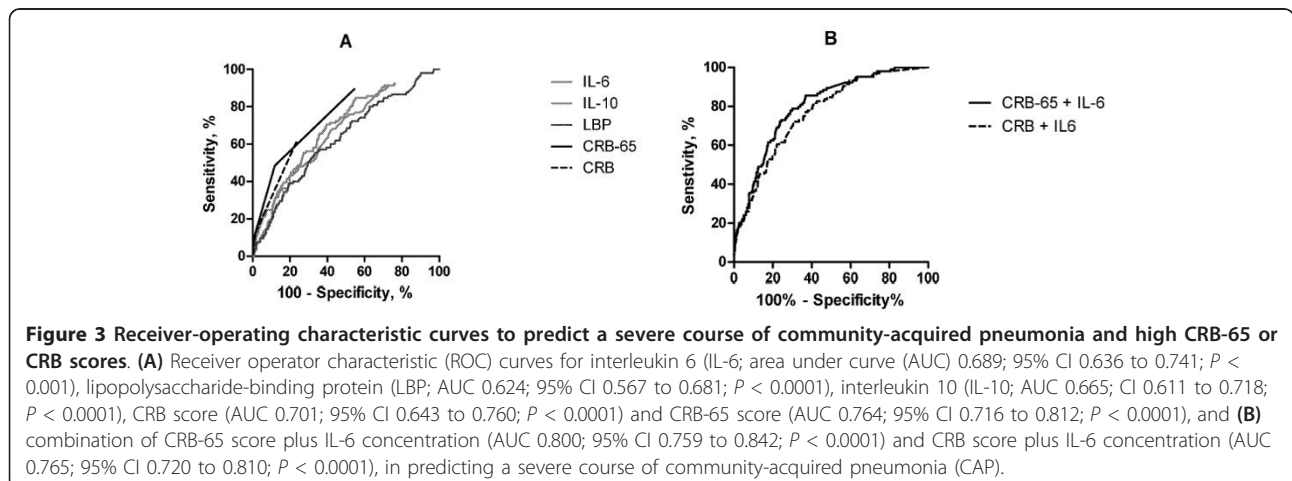 A
100
80
60
40
20
0
Sensitivity, %
0 20 40 60 80 100
100 - Specificity, %
IL-6
IL-10
LBP
CRB-65
CRB
B
100
80
60
40
20
0
Senstivity, %
0 20 40 60 80 100
100% - Specificity%
CRB-65 + IL-6
CRB + IL6
Figure 3 Receiver-operating characteristic curves to predict a severe course of community-acquired pneumonia and high CRB-65 or
CRB scores. (A) Receiver operator characteristic (ROC) curves for interleukin 6 (IL-6; area under curve (AUC) 0.689; 95% CI 0.636 to 0.741; P <
0.001), lipopolysaccharide-binding protein (LBP; AUC 0.624; 95% CI 0.567 to 0.681; P < 0.0001), interleukin 10 (IL-10; AUC 0.665; CI 0.611 to 0.718;
P < 0.0001), CRB score (AUC 0.701; 95% CI 0.643 to 0.760; P < 0.0001) and CRB-65 score (AUC 0.764; 95% CI 0.716 to 0.812; P < 0.0001), and (B)
combination of CRB-65 score plus IL-6 concentration (AUC 0.800; 95% CI 0.759 to 0.842; P < 0.0001) and CRB score plus IL-6 concentration (AUC
0.765; 95% CI 0.720 to 0.810; P < 0.0001), in predicting a severe course of community-acquired pneumonia (CAP).